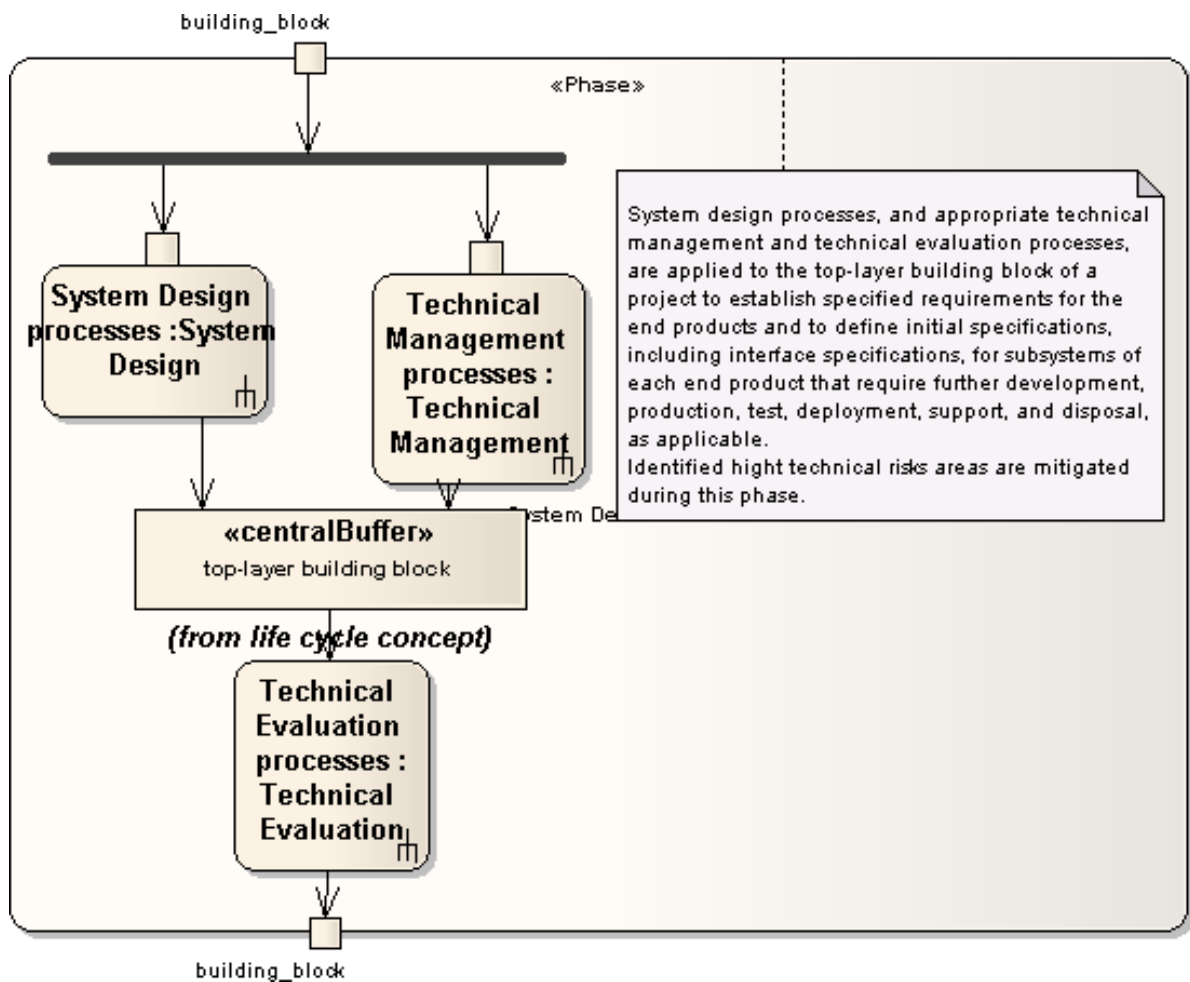 building_block
«Phase»
System Design
processes :System
Design
Technical
Management
processes :
Technical
Management
System design processes, and appropriate technical
management and technical evaluation processes,
are applied to the top-layer building block of a
project to establish specified requirements for the
end products and to define initial specifications,
including interface specifications, for subsystems of
each end product that require further development,
production, test, deployment, support, and disposal,
as applicable.
Identified hight technical risks areas are mitigated
during this phase.
«centralBuffer»
top-layer building block
(from life cycle concept)
Technical
Evaluation
processes :
Technical
Evaluation
building_block